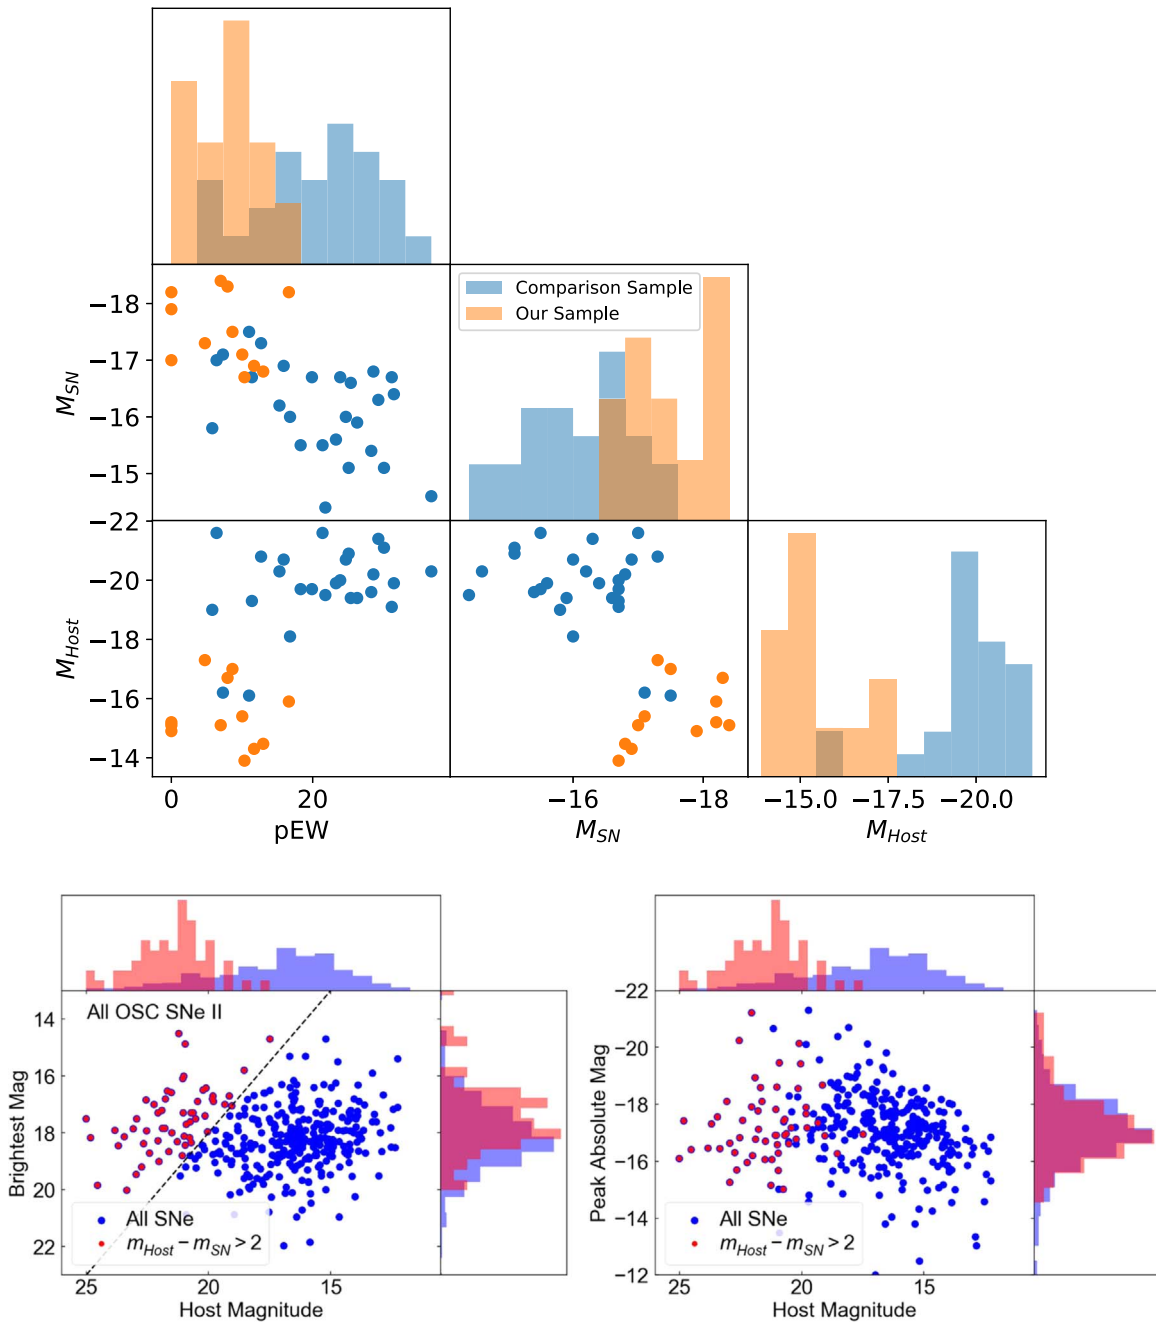 Comparison Sample
Our Sample
−18
−17
−16
−15
M_SN
−22
−20
−18
−16
−14
M_Host
0
20
pEW
−16
−18
M_SN
−15.0
−17.5
−20.0
M_Host
All OSC SNe II
14
16
18
20
22
Brightest Mag
All SNe
m_Host − m_SN > 2
25
20
15
Host Magnitude
−22
−20
−18
−16
−14
−12
Peak Absolute Mag
All SNe
m_Host − m_SN > 2
25
20
15
Host Magnitude